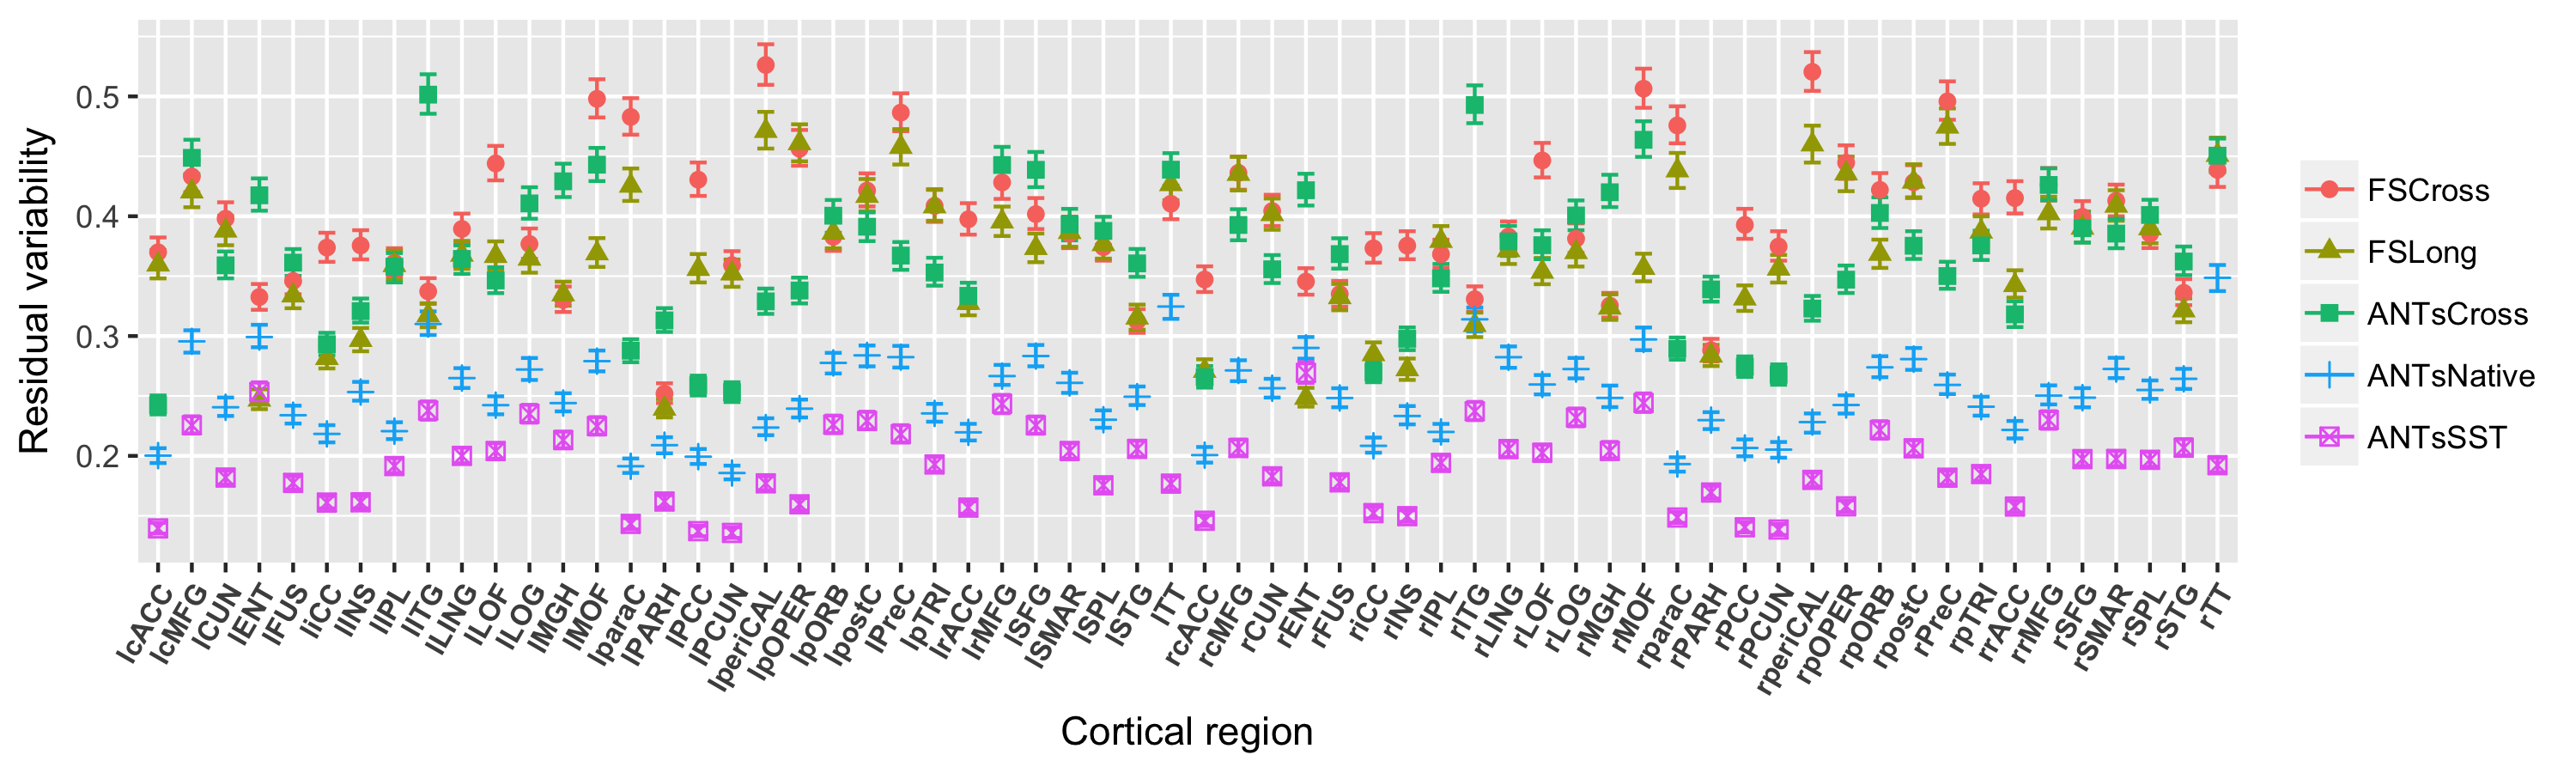 Residual variability
0.5
0.4
0.3
0.2
lcACC lcMFG lCUN lENT lFUS liCC lINS lIPL lITG lLING lLOF lLOG lMGH lMOF lparaC lPARH lPCC lPCUN lperiCAL lpOPER lpORB lpostC lPreC lpTRI lrACC lrMFG lSFG lSMAR lSPL lSTG lTT rcACC rcMFG rCUN rENT rFUS riCC rINS rIPL rITG rLING rLOF rLOG rMGH rMOF rparaC rPARH rPCC rPCUN rperiCAL rpOPER rpORB rpostC rPreC rpTRI rrACC rrMFG rSFG rSMAR rSPL rSTG rTT
Cortical region
FSCross
FSLong
ANTsCross
ANTsNative
ANTsSST